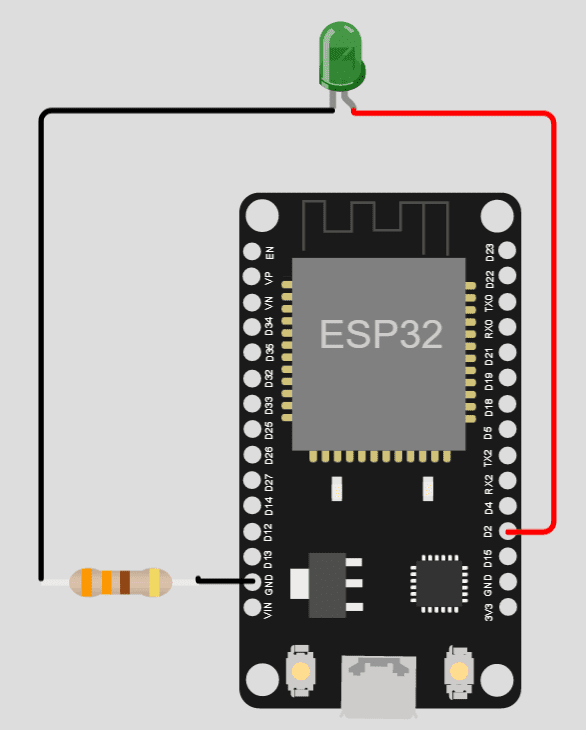 ESP32
EN
VP
VN
D34
D35
D32
D33
D25
D26
D27
D14
D12
D13
GND
VIN
D23
D22
TX0
RX0
D21
D19
D18
D5
TX2
RX2
D4
D2
D15
GND
3V3